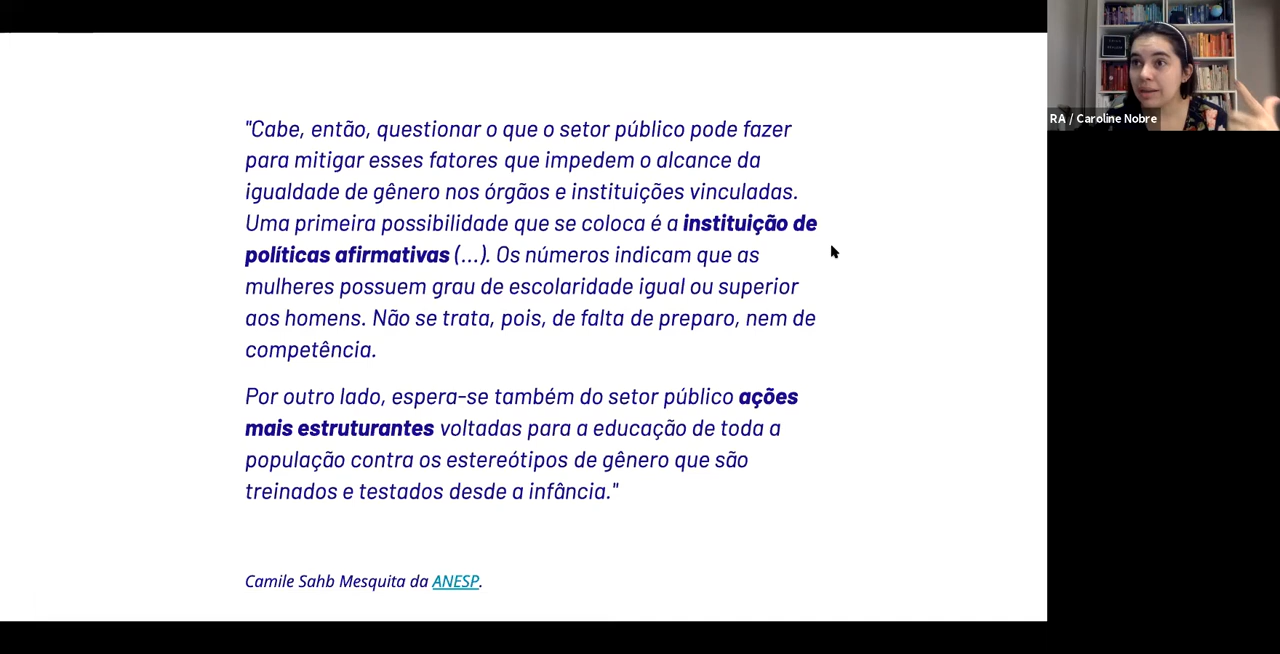 "Cabe, então, questionar o que o setor público pode fazer
para mitigar esses fatores que impedem o alcance da
igualdade de gênero nos órgãos e instituições vinculadas.
Uma primeira possibilidade que se coloca é a instituição de
políticas afirmativas (...). Os números indicam que as
mulheres possuem grau de escolaridade igual ou superior
aos homens. Não se trata, pois, de falta de preparo, nem de
competência.
Por outro lado, espera-se também do setor público ações
mais estruturantes voltadas para a educação de toda a
população contra os estereótipos de gênero que são
treinados e testados desde a infância."
Camile Sahb Mesquita da ANESP.
RA / Caroline Nobre